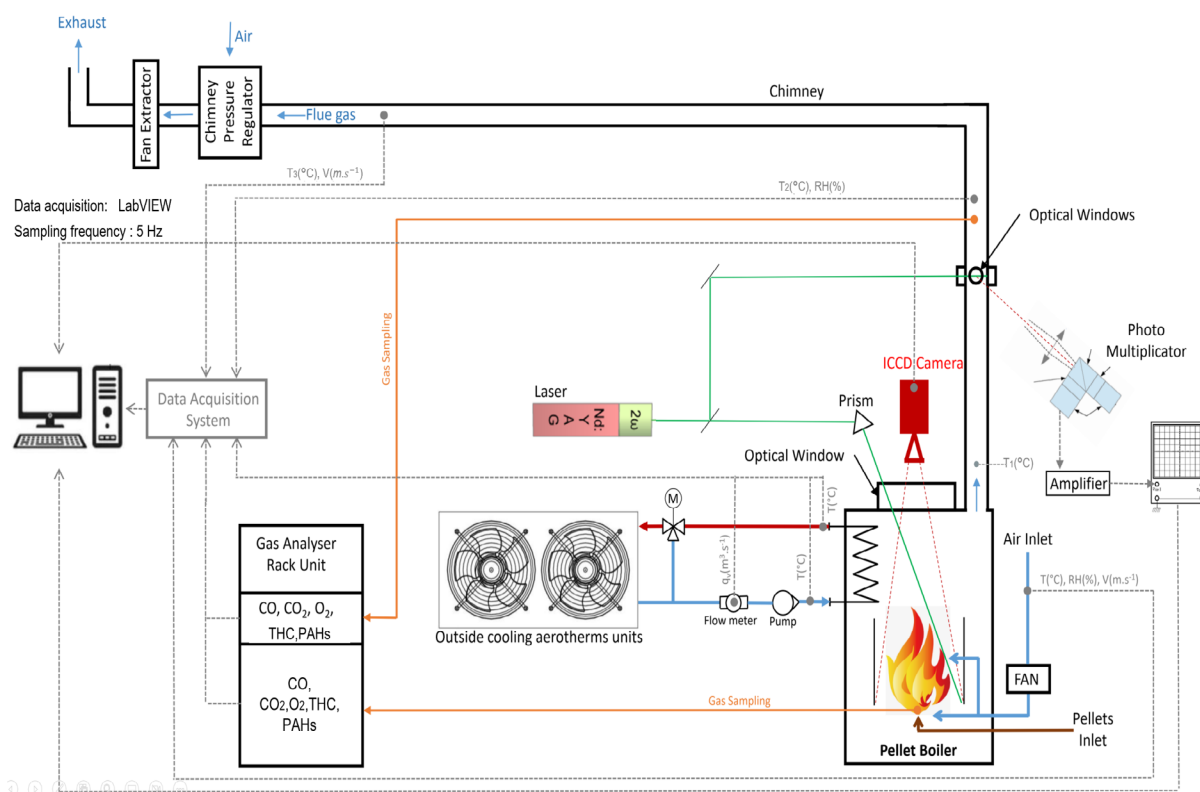 Exhaust
Air
Fan Extractor
Chimney
Pressure
Regulator
Flue gas
Chimney
T3(°C), V(m.s⁻¹)
T2(°C), RH(%)
Data acquisition: LabVIEW
Sampling frequency : 5 Hz
Optical Windows
Gas Sampling
Photo
Multiplicator
ICCD Camera
Laser
Nd:
Y
A
G
2ω
Prism
Data Acquisition
System
Optical Window
T1(°C)
Amplifier
M
T(°C)
Gas Analyser
Rack Unit
Air Inlet
qv(m³.s⁻¹)
T(°C)
T(°C), RH(%), V(m.s⁻¹)
CO, CO₂, O₂,
THC,PAHs
Flow meter
Pump
Outside cooling aerotherms units
FAN
CO,
CO2,O2,THC,
PAHs
Gas Sampling
Pellets
Inlet
Pellet Boiler